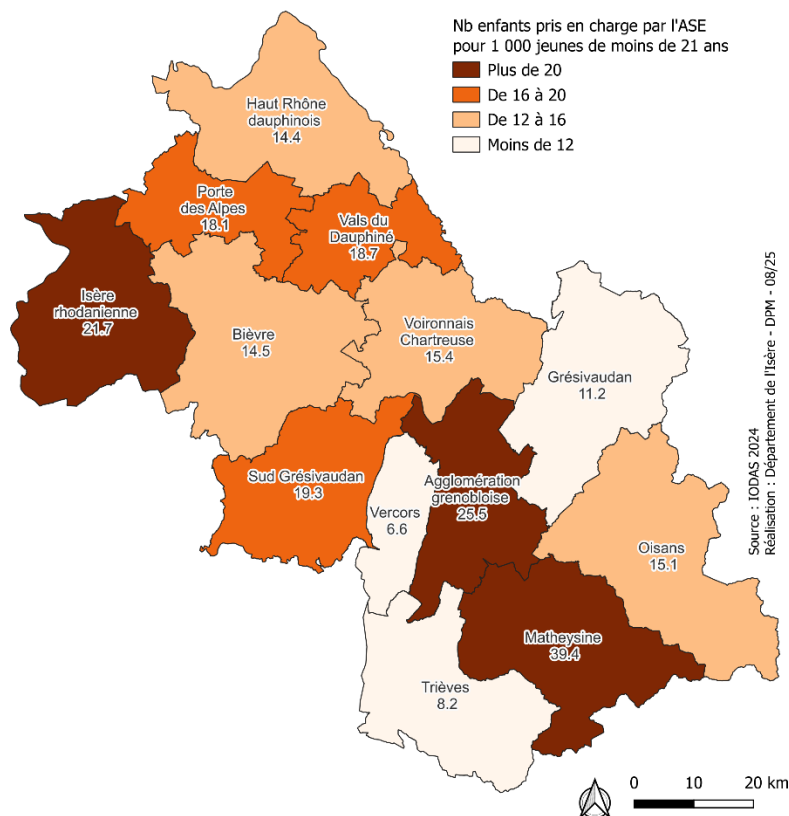 Nb enfants pris en charge par l'ASE
pour 1 000 jeunes de moins de 21 ans
Plus de 20
De 16 à 20
De 12 à 16
Moins de 12
Haut Rhône
dauphinois
14.4
Porte
des Alpes
18.1
Vals du
Dauphiné
18.7
Isère
rhodanienne
21.7
Bièvre
14.5
Voironnais
Chartreuse
15.4
Grésivaudan
11.2
Sud Grésivaudan
19.3
Agglomération
grenobloise
25.5
Vercors
6.6
Oisans
15.1
Matheysine
39.4
Trièves
8.2
Source : IODAS 2024
Réalisation : Département de l'Isère - DPM - 08/25
0 10 20 km